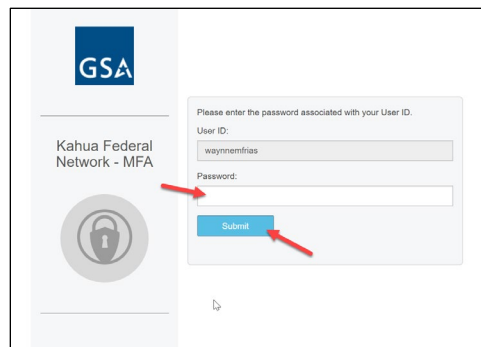 GSA
Kahua Federal
Network - MFA
Please enter the password associated with your User ID.
User ID:
waynnemfrias
Password:
Submit